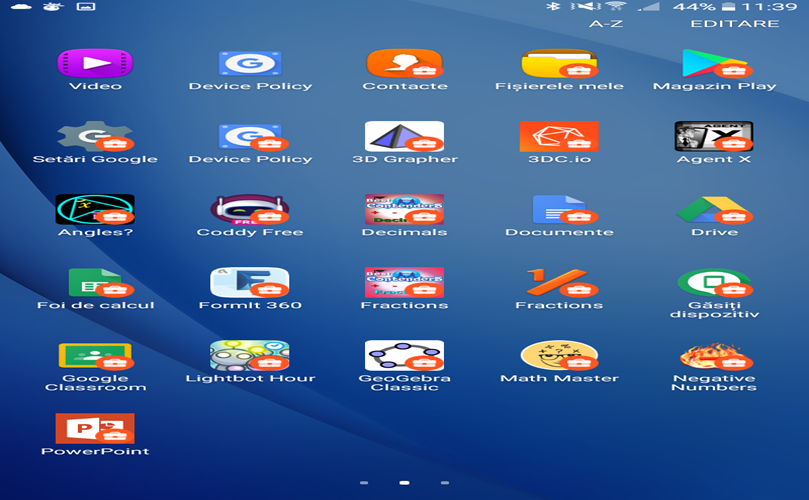 44% 11:39
A-Z EDITARE
Video Device Policy Contacte Fișierele mele Magazin Play
Setări Google Device Policy 3D Grapher 3DC.io Agent X
Angles? Coddy Free Decimals Documente Drive
Foi de calcul FormIt 360 Fractions Fractions Găsiți
dispozitiv
Google Lightbot Hour GeoGebra Math Master Negative
Classroom Classic Numbers
PowerPoint